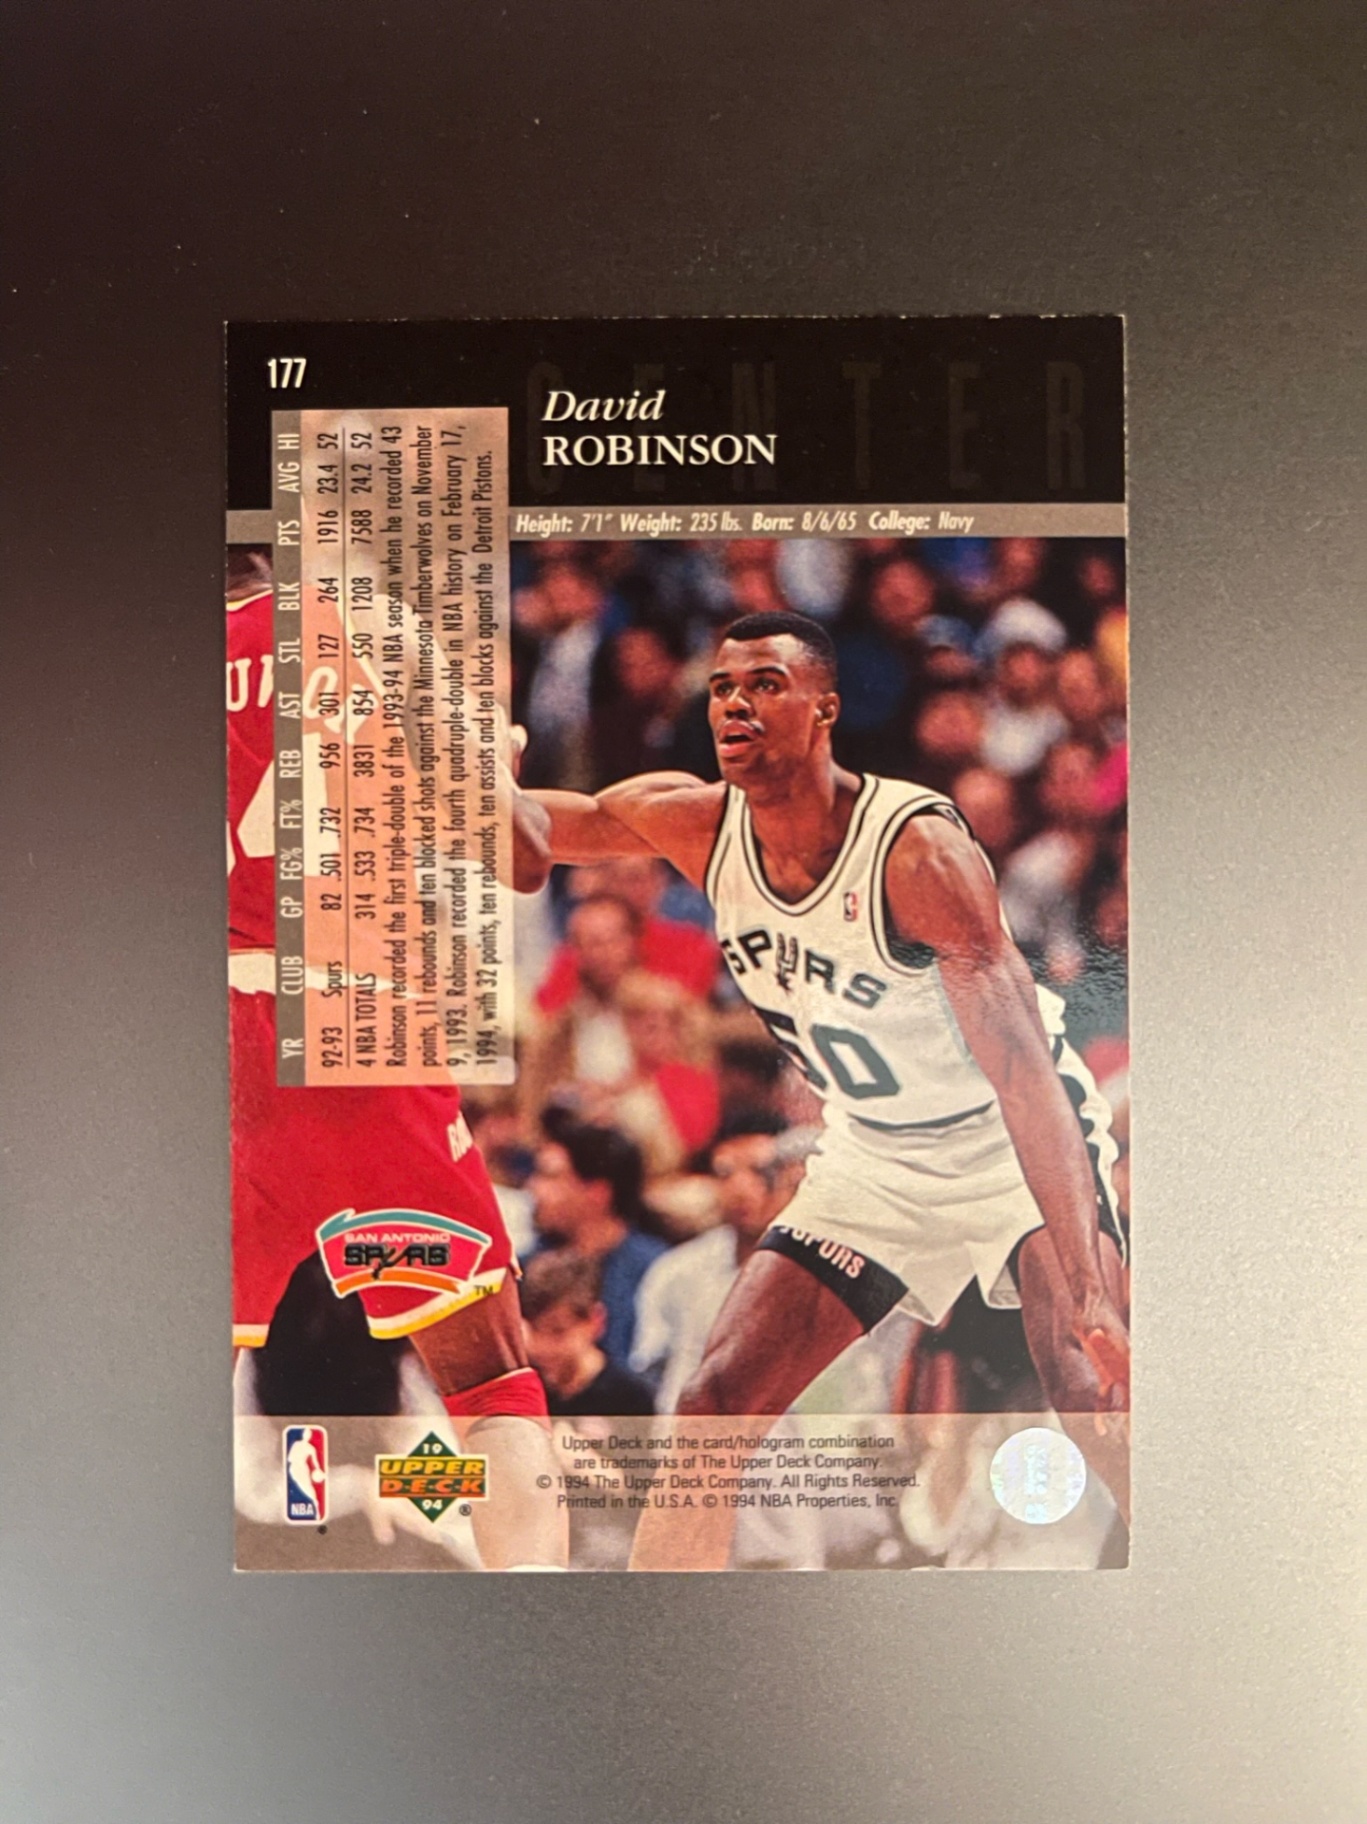 177
CENTER
David
ROBINSON
Height: 7'1" Weight: 235 lbs. Born: 8/6/65 College: Navy
YR CLUB GP FG% FT% REB AST STL BLK PTS AVG HI
92-93 Spurs 82 .501 .732 956 301 127 264 1916 23.4 52
4 NBA TOTALS 314 .533 .734 3831 854 550 1208 7588 24.2 52
Robinson recorded the first triple-double of the 1993-94 NBA season when he recorded 43
points, 11 rebounds and ten blocked shots against the Minnesota Timberwolves on November
9, 1993. Robinson recorded the fourth quadruple-double in NBA history on February 17,
1994, with 32 points, ten rebounds, ten assists and ten blocks against the Detroit Pistons.
SPURS
50
SPURS
SAN ANTONIO
SPURS
TM
NBA
®
19
UPPER
D·E·C·K
94
®
Upper Deck and the card/hologram combination
are trademarks of The Upper Deck Company.
© 1994 The Upper Deck Company. All Rights Reserved.
Printed in the U.S.A. © 1994 NBA Properties, Inc.